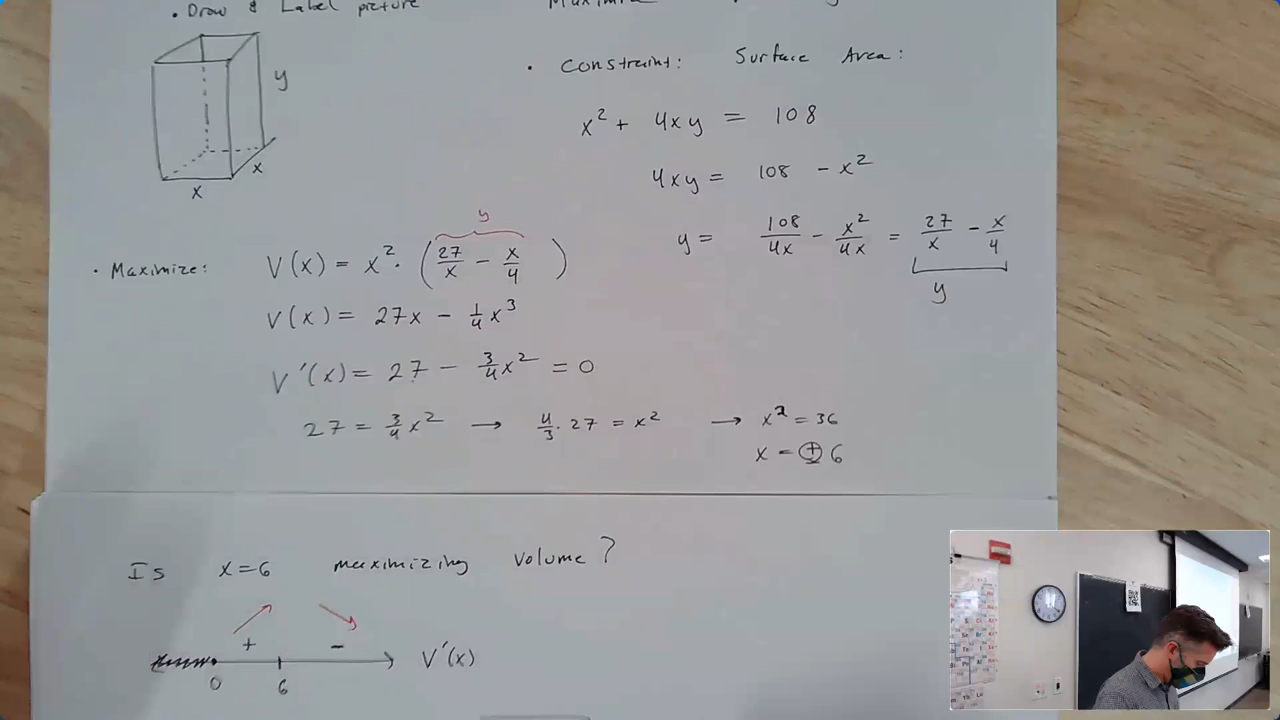 • Draw & Label picture
y
x
x
• Constraint: Surface Area:
x² + 4xy = 108
4xy = 108 - x²
y = 108/4x - x²/4x = 27/x - x/4
y
y
• Maximize: V(x) = x² · (27/x - x/4)
V(x) = 27x - 1/4 x³
V'(x) = 27 - 3/4 x² = 0
27 = 3/4 x² → 4/3 · 27 = x² → x² = 36
x = ± 6
Is x=6 maximizing volume?
+ -
0 6 V'(x)